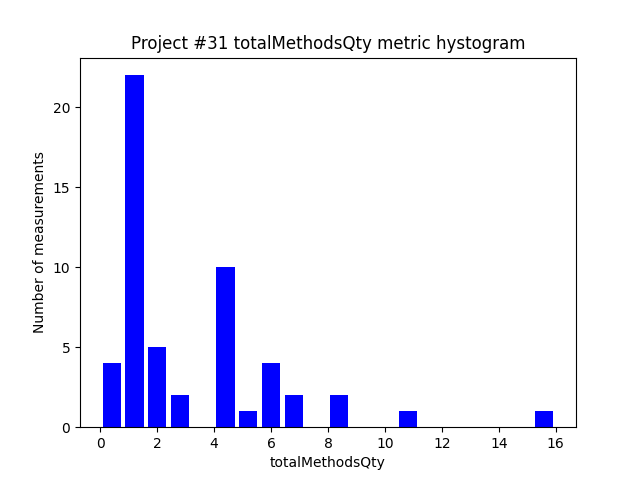 Project #31 totalMethodsQty metric hystogram
Number of measurements
20
15
10
5
0
0 2 4 6 8 10 12 14 16
totalMethodsQty